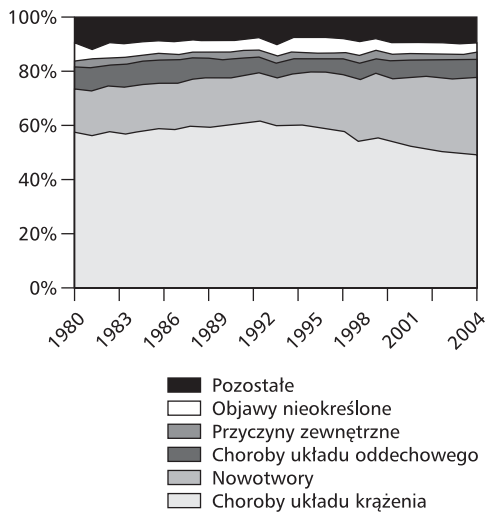 100%
80%
60%
40%
20%
0%
1980 1983 1986 1989 1992 1995 1998 2001 2004
Pozostałe
Objawy nieokreślone
Przyczyny zewnętrzne
Choroby układu oddechowego
Nowotwory
Choroby układu krążenia